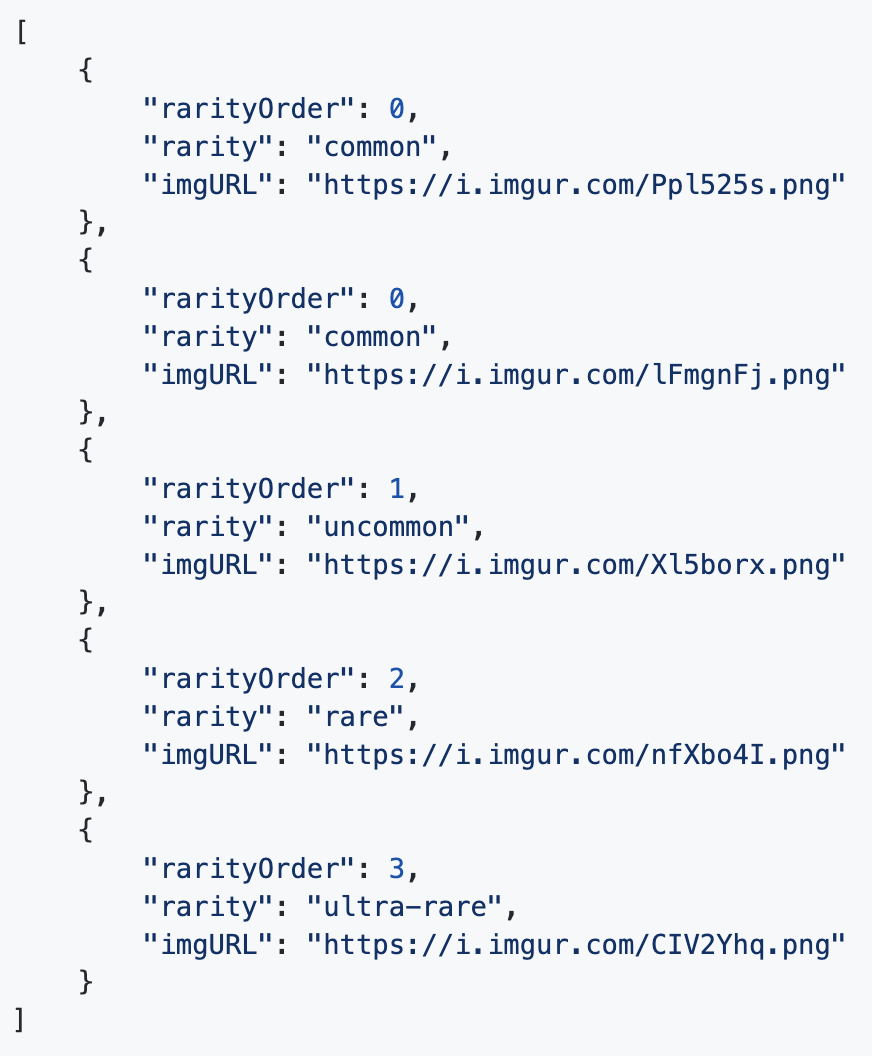 [
{
"rarityOrder": 0,
"rarity": "common",
"imgURL": "https://i.imgur.com/Ppl525s.png"
},
{
"rarityOrder": 0,
"rarity": "common",
"imgURL": "https://i.imgur.com/lFmgnFj.png"
},
{
"rarityOrder": 1,
"rarity": "uncommon",
"imgURL": "https://i.imgur.com/Xl5borx.png"
},
{
"rarityOrder": 2,
"rarity": "rare",
"imgURL": "https://i.imgur.com/nfXbo4I.png"
},
{
"rarityOrder": 3,
"rarity": "ultra-rare",
"imgURL": "https://i.imgur.com/CIV2Yhq.png"
}
]